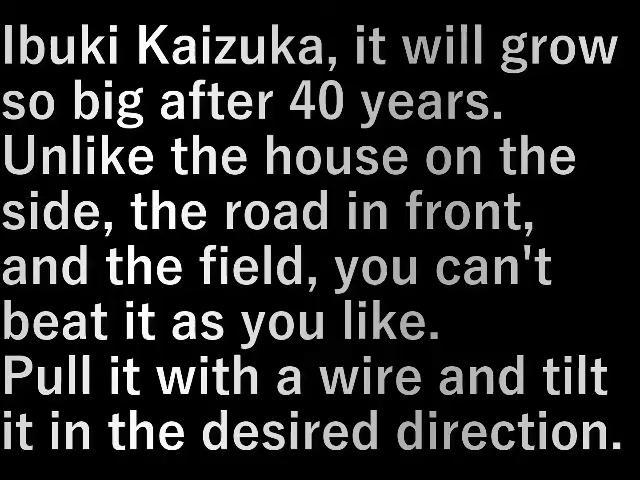 Ibuki Kaizuka, it will grow
so big after 40 years.
Unlike the house on the
side, the road in front,
and the field, you can't
beat it as you like.
Pull it with a wire and tilt
it in the desired direction.